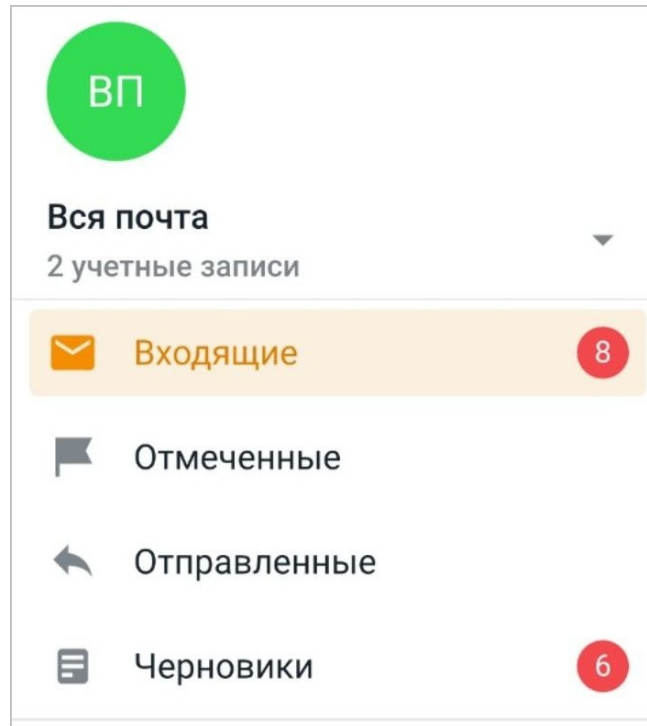 ВП
Вся почта
2 учетные записи
Входящие 8
Отмеченные
Отправленные
Черновики 6